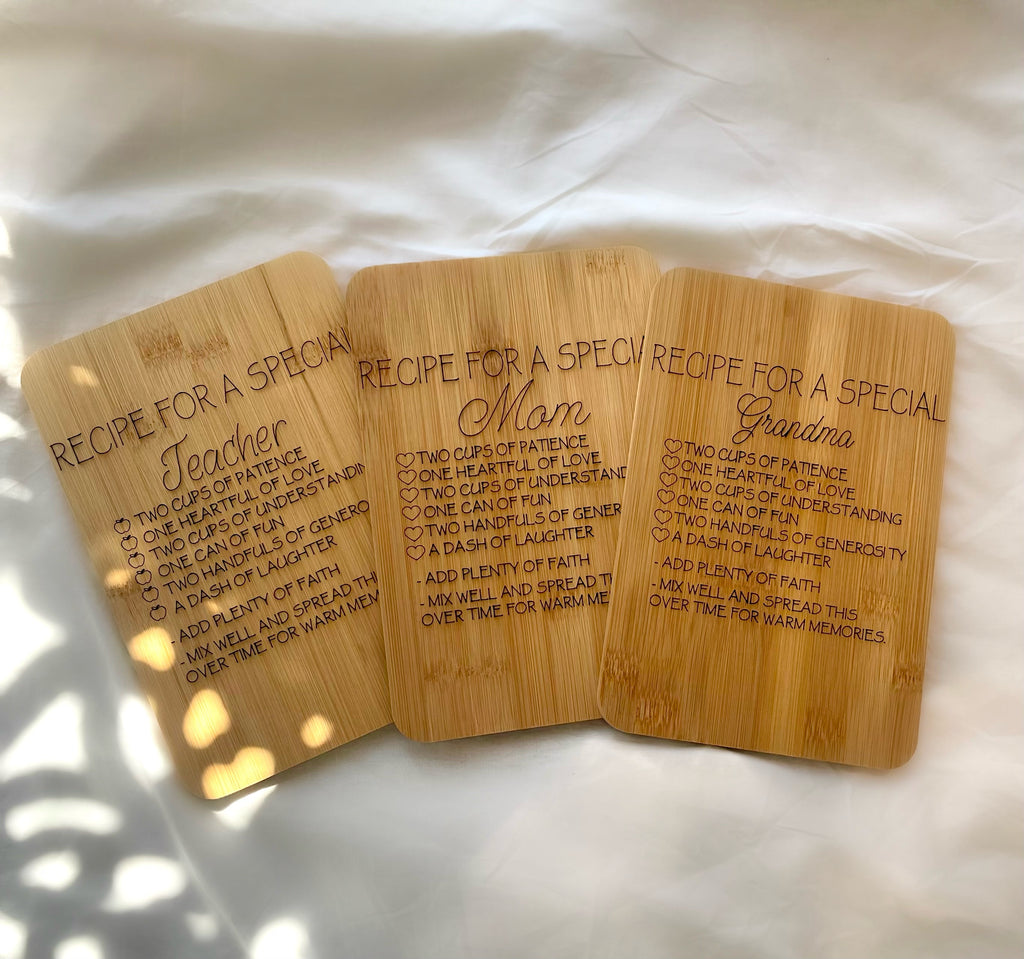 RECIPE FOR A SPECIAL
Teacher
TWO CUPS OF PATIENCE
ONE HEARTFUL OF LOVE
TWO CUPS OF UNDERSTANDIN
ONE CAN OF FUN
TWO HANDFULS OF GENERO
A DASH OF LAUGHTER
- ADD PLENTY OF FAITH
- MIX WELL AND SPREAD TH
OVER TIME FOR WARM MEM
RECIPE FOR A SPECI
Mom
TWO CUPS OF PATIENCE
ONE HEARTFUL OF LOVE
TWO CUPS OF UNDERSTAND
ONE CAN OF FUN
TWO HANDFULS OF GENER
A DASH OF LAUGHTER
- ADD PLENTY OF FAITH
- MIX WELL AND SPREAD T
OVER TIME FOR WARM ME
RECIPE FOR A SPECIAL
Grandma
TWO CUPS OF PATIENCE
ONE HEARTFUL OF LOVE
TWO CUPS OF UNDERSTANDING
ONE CAN OF FUN
TWO HANDFULS OF GENEROSITY
A DASH OF LAUGHTER
- ADD PLENTY OF FAITH
- MIX WELL AND SPREAD THIS
OVER TIME FOR WARM MEMORIES.